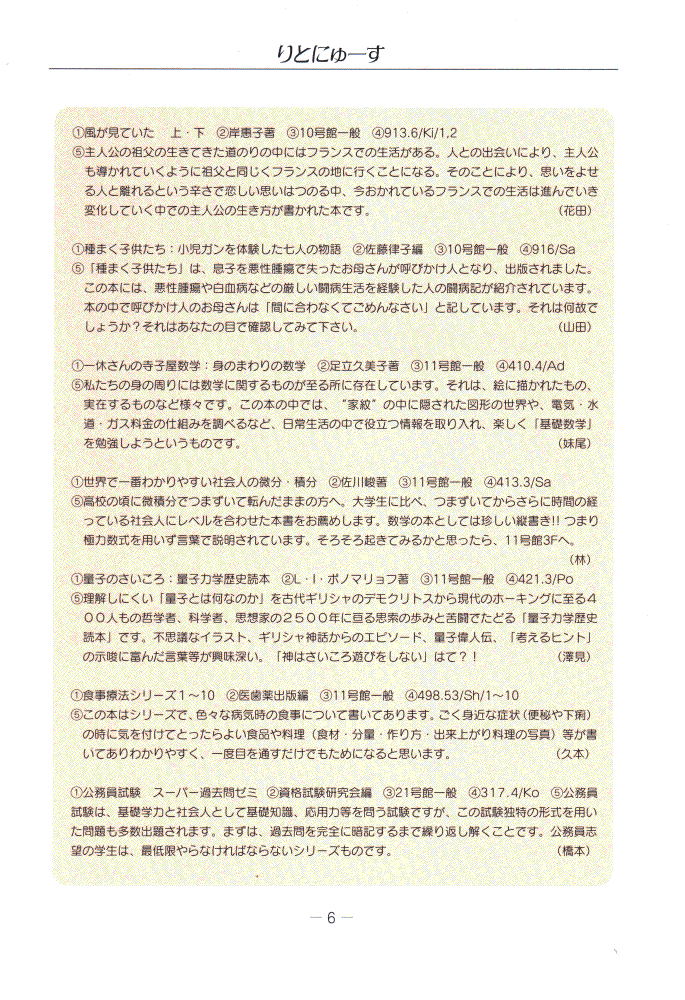 りとにゅーす
①風が見ていた　上・下　②岸惠子著　③10号館一般　④913.6/Ki/1,2
⑤主人公の祖父の生きてきた道のりの中にはフランスでの生活がある。人との出会いにより、主人公
も導かれていくように祖父と同じくフランスの地に行くことになる。そのことにより、思いをよせ
る人と離れるという辛さで恋しい思いはつのる中、今おかれているフランスでの生活は進んでいき
変化していく中での主人公の生き方が書かれた本です。　（花田）
①種まく子供たち：小児ガンを体験した七人の物語　②佐藤律子編　③10号館一般　④916/Sa
⑤「種まく子供たち」は、息子を悪性腫瘍で失ったお母さんが呼びかけ人となり、出版されました。
この本には、悪性腫瘍や白血病などの厳しい闘病生活を経験した人の闘病記が紹介されています。
本の中で呼びかけ人のお母さんは「間に合わなくてごめんなさい」と記しています。それは何故で
しょうか？それはあなたの目で確認してみて下さい。　（山田）
①一休さんの寺子屋数学：身のまわりの数学　②足立久美子著　③11号館一般　④410.4/Ad
⑤私たちの身の周りには数学に関するものが至る所に存在しています。それは、絵に描かれたもの、
実在するものなど様々です。この本の中では、“家紋”の中に隠された図形の世界や、電気・水
道・ガス料金の仕組みを調べるなど、日常生活の中で役立つ情報を取り入れ、楽しく「基礎数学」
を勉強しようというものです。　（妹尾）
①世界で一番わかりやすい社会人の微分・積分　②佐川峻著　③11号館一般　④413.3/Sa
⑤高校の頃に微積分でつまずいて転んだままの方へ。大学生に比べ、つまずいてからさらに時間の経
っている社会人にレベルを合わせた本書をお薦めします。数学の本としては珍しい縦書き!! つまり
極力数式を用いず言葉で説明されています。そろそろ起きてみるかと思ったら、11号館3Fへ。
（林）
①量子のさいころ：量子力学歴史読本　②L・I・ポノマリョフ著　③11号館一般　④421.3/Po
⑤理解しにくい「量子とは何なのか」を古代ギリシャのデモクリトスから現代のホーキングに至る４
００人もの哲学者、科学者、思想家の２５００年に亘る思索の歩みと苦闘でたどる「量子力学歴史
読本」です。不思議なイラスト、ギリシャ神話からのエピソード、量子偉人伝、「考えるヒント」
の示唆に富んだ言葉等が興味深い。「神はさいころ遊びをしない」はて？！　（澤見）
①食事療法シリーズ１～10　②医歯薬出版編　③11号館一般　④498.53/Sh/1～10
⑤この本はシリーズで、色々な病気時の食事について書いてあります。ごく身近な症状（便秘や下痢）
の時に気を付けてとったらよい食品や料理（食材・分量・作り方・出来上がり料理の写真）等が書
いてありわかりやすく、一度目を通すだけでもためになると思います。　（久本）
①公務員試験　スーパー過去問ゼミ　②資格試験研究会編　③21号館一般　④317.4/Ko　⑤公務員
試験は、基礎学力と社会人として基礎知識、応用力等を問う試験ですが、この試験独特の形式を用い
た問題も多数出題されます。まずは、過去問を完全に暗記するまで繰り返し解くことです。公務員志
望の学生は、最低限やらなければならないシリーズものです。　（橋本）
－ 6 －